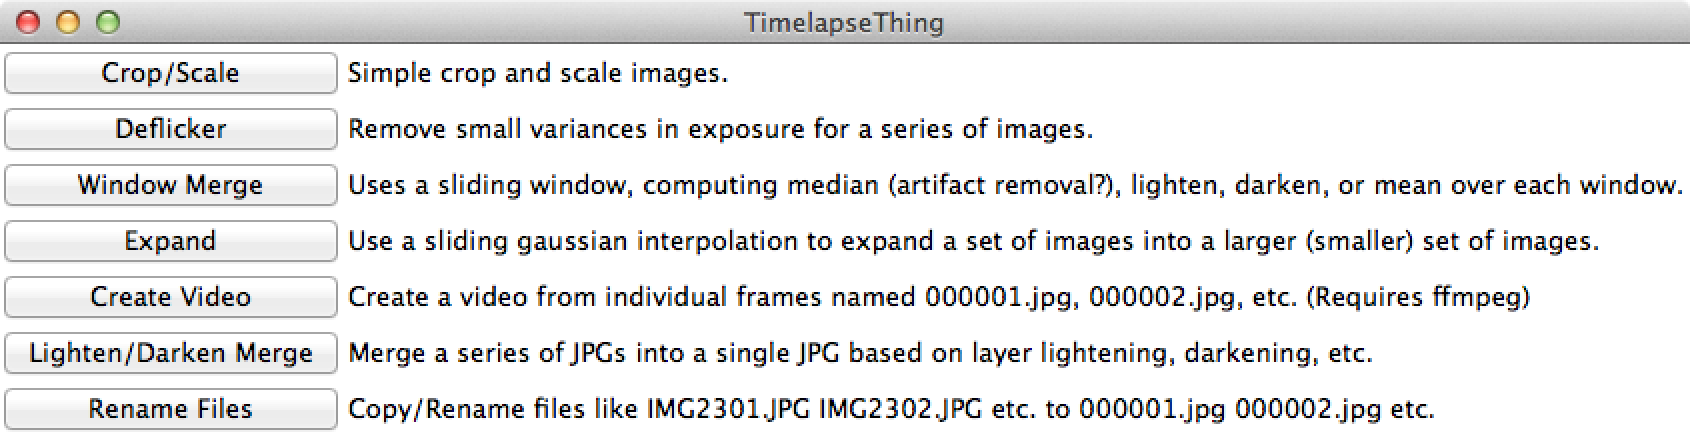 TimelapseThing
Crop/Scale Simple crop and scale images.
Deflicker Remove small variances in exposure for a series of images.
Window Merge Uses a sliding window, computing median (artifact removal?), lighten, darken, or mean over each window.
Expand Use a sliding gaussian interpolation to expand a set of images into a larger (smaller) set of images.
Create Video Create a video from individual frames named 000001.jpg, 000002.jpg, etc. (Requires ffmpeg)
Lighten/Darken Merge Merge a series of JPGs into a single JPG based on layer lightening, darkening, etc.
Rename Files Copy/Rename files like IMG2301.JPG IMG2302.JPG etc. to 000001.jpg 000002.jpg etc.